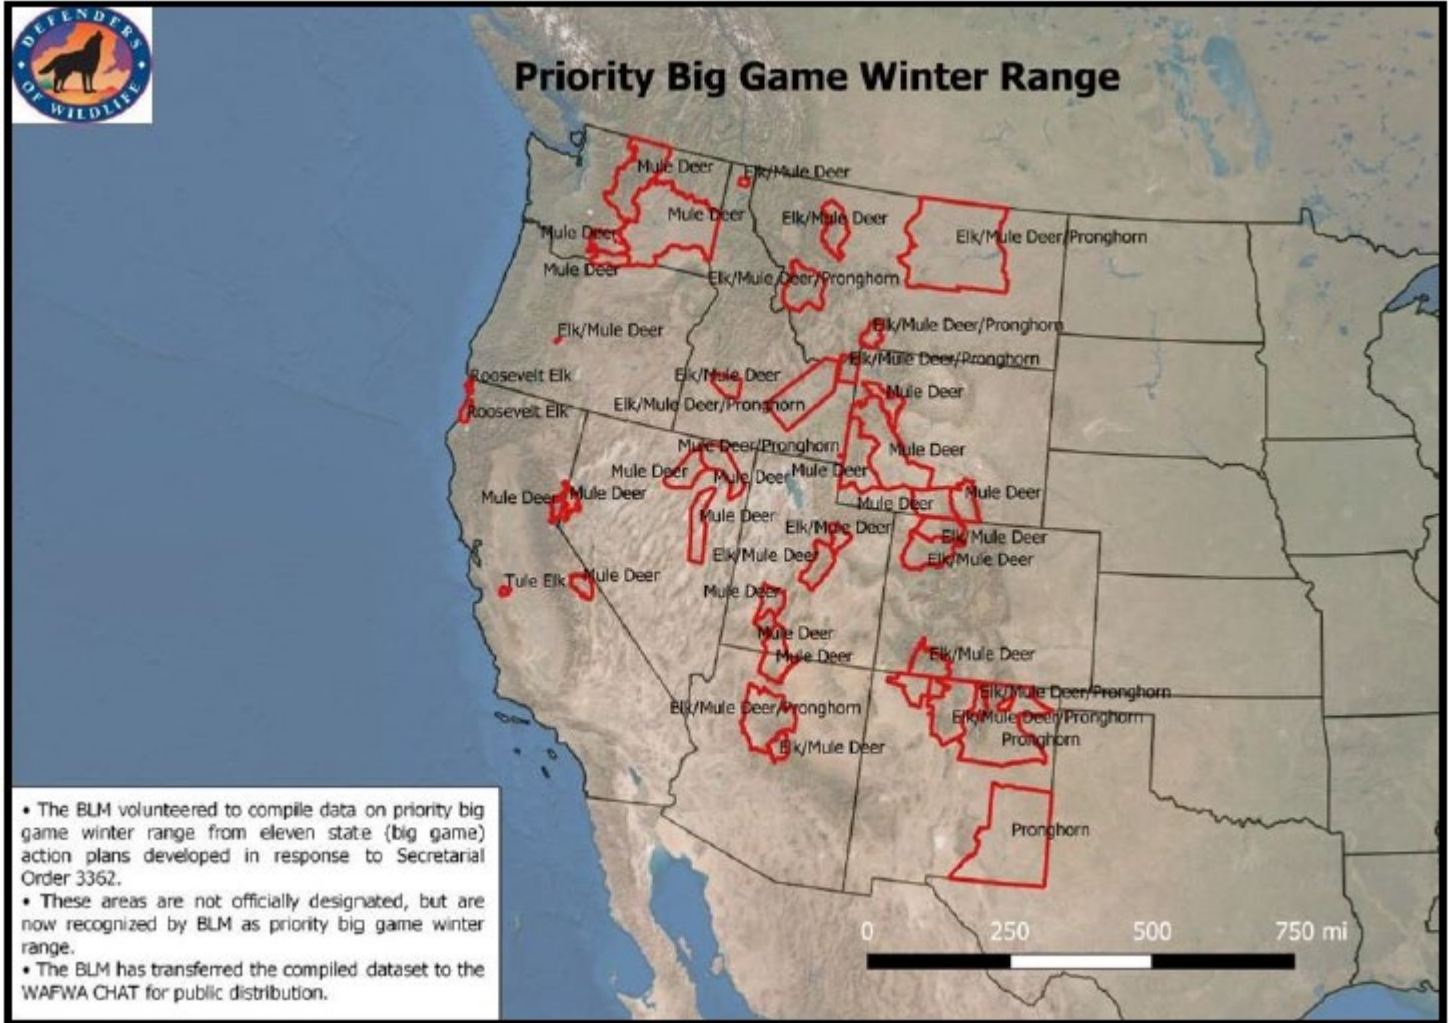 DEFENDERS
OF WILDLIFE
Priority Big Game Winter Range
Mule Deer
Elk/Mule Deer
Mule Deer
Elk/Mule Deer
Mule Deer
Elk/Mule Deer/Pronghorn
Mule Deer
Elk/Mule Deer/Pronghorn
Elk/Mule Deer/Pronghorn
Elk/Mule Deer
Elk/Mule Deer/Pronghorn
Roosevelt Elk
Elk/Mule Deer
Mule Deer
Elk/Mule Deer/Pronghorn
Roosevelt Elk
Mule Deer/Pronghorn
Mule Deer
Mule Deer
Mule Deer
Mule Deer
Mule Deer
Mule Deer
Mule Deer
Mule Deer
Mule Deer
Elk/Mule Deer
Elk/Mule Deer
Elk/Mule Deer
Elk/Mule Deer
Tule Elk
Mule Deer
Mule Deer
Mule Deer
Mule Deer
Elk/Mule Deer
Elk/Mule Deer/Pronghorn
Elk/Mule Deer/Pronghorn
Elk/Mule Deer/Pronghorn
Pronghorn
Elk/Mule Deer
Pronghorn
• The BLM volunteered to compile data on priority big
game winter range from eleven state (big game)
action plans developed in response to Secretarial
Order 3362.
• These areas are not officially designated, but are
now recognized by BLM as priority big game winter
range.
• The BLM has transferred the compiled dataset to the
WAFWA CHAT for public distribution.
0 250 500 750 mi